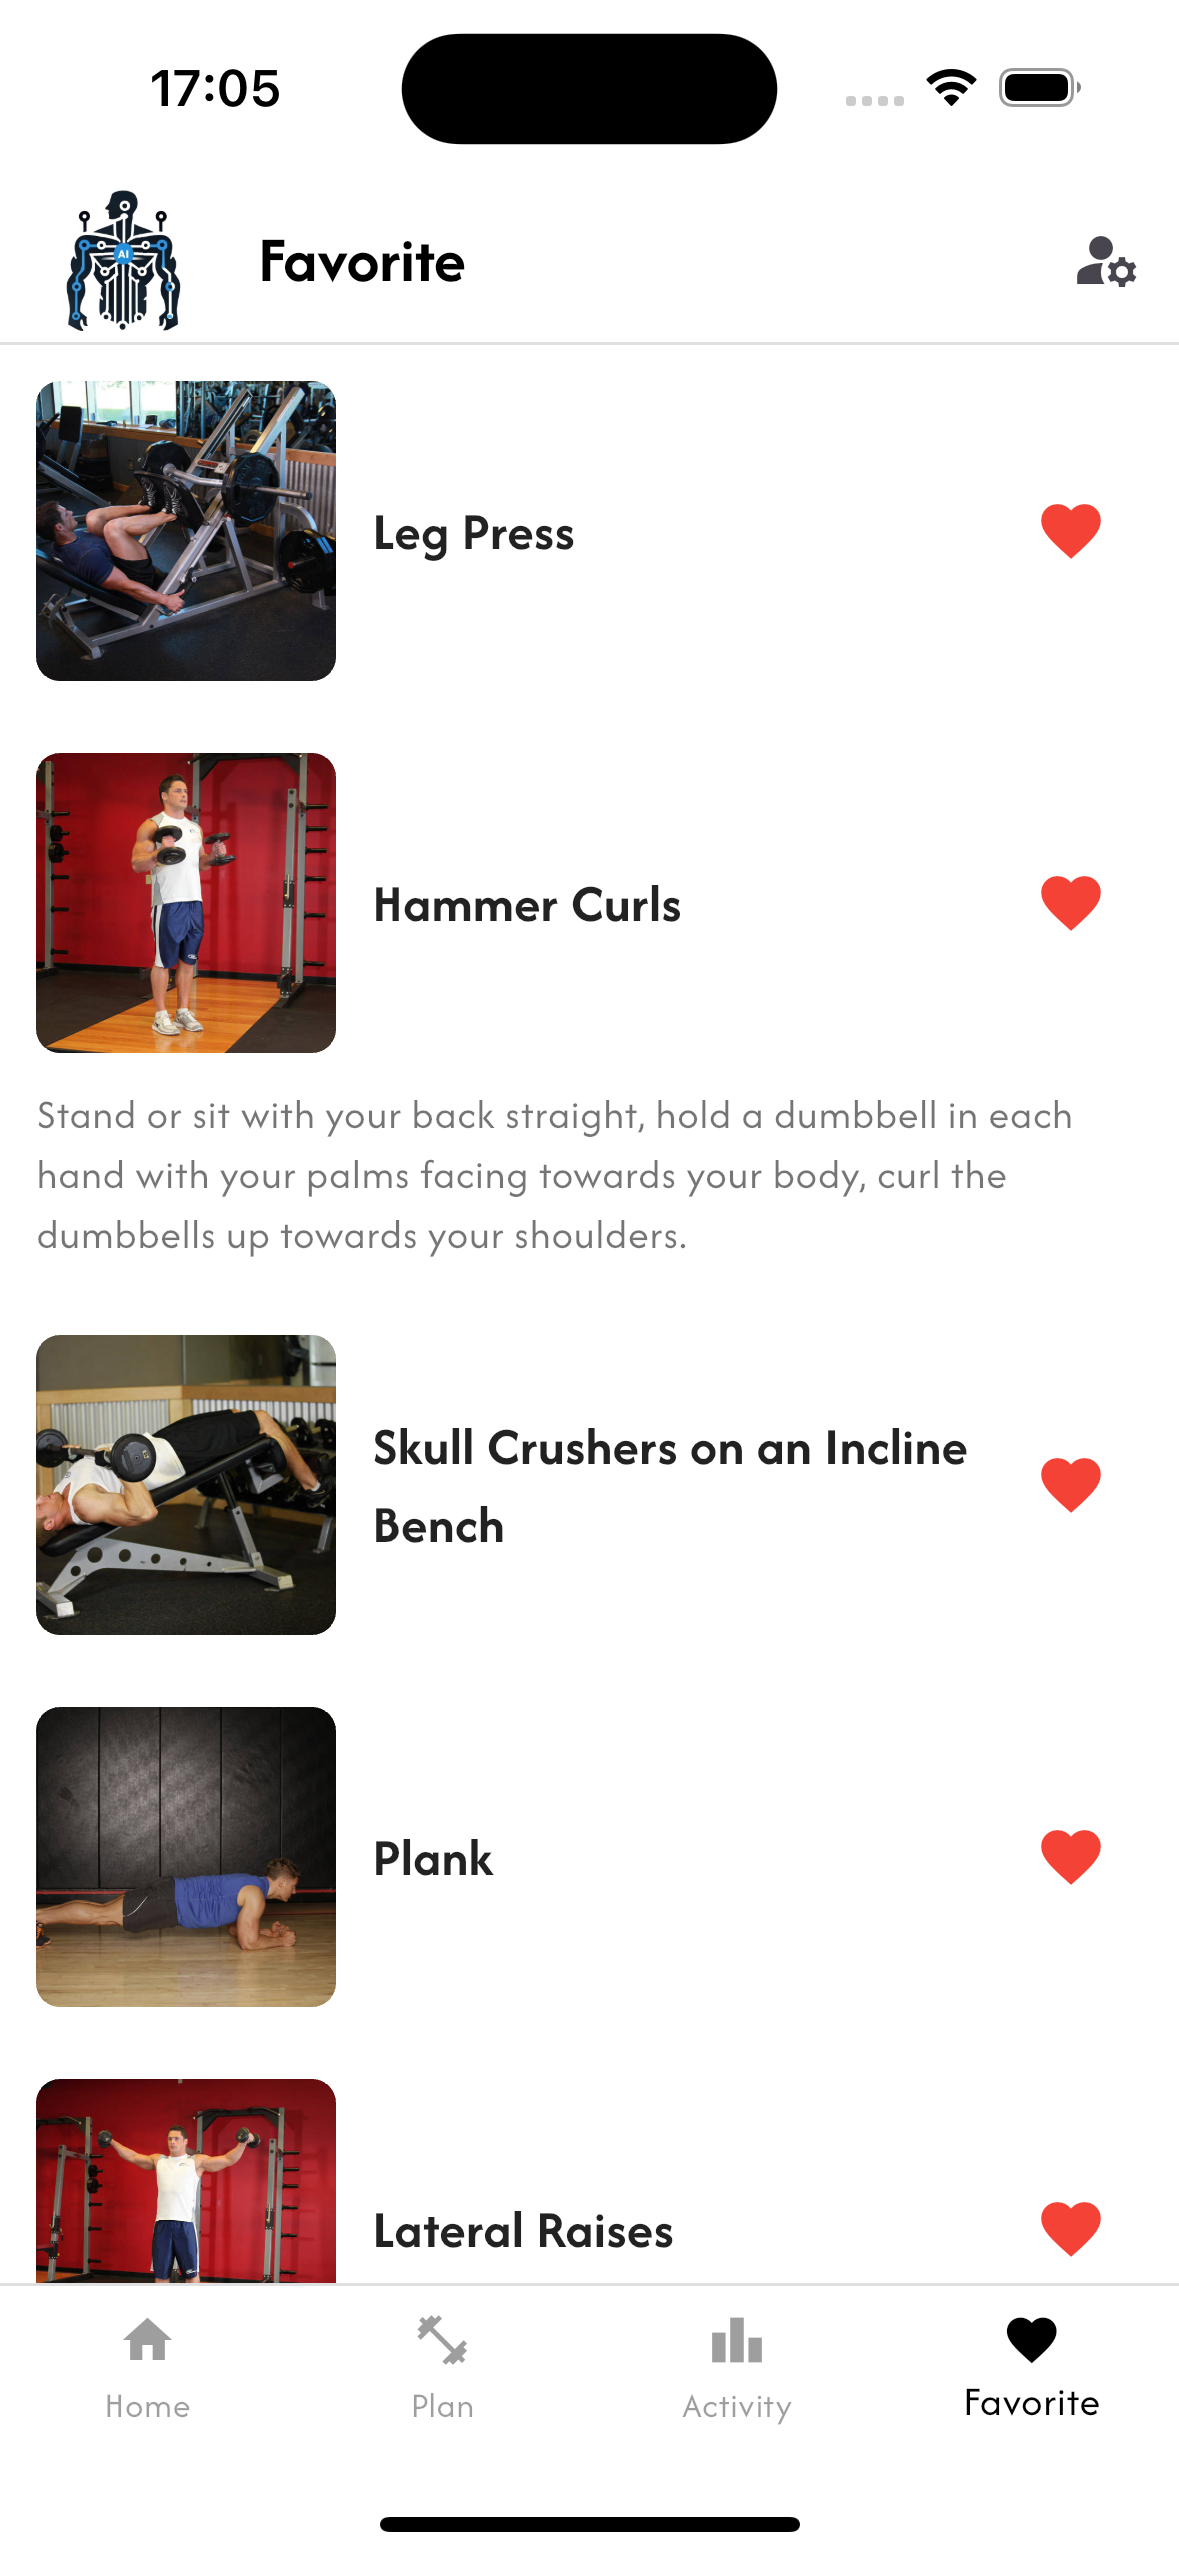 17:05
AI
Favorite
Leg Press
Hammer Curls
Stand or sit with your back straight, hold a dumbbell in each
hand with your palms facing towards your body, curl the
dumbbells up towards your shoulders.
Skull Crushers on an Incline
Bench
Plank
Lateral Raises
Home
Plan
Activity
Favorite